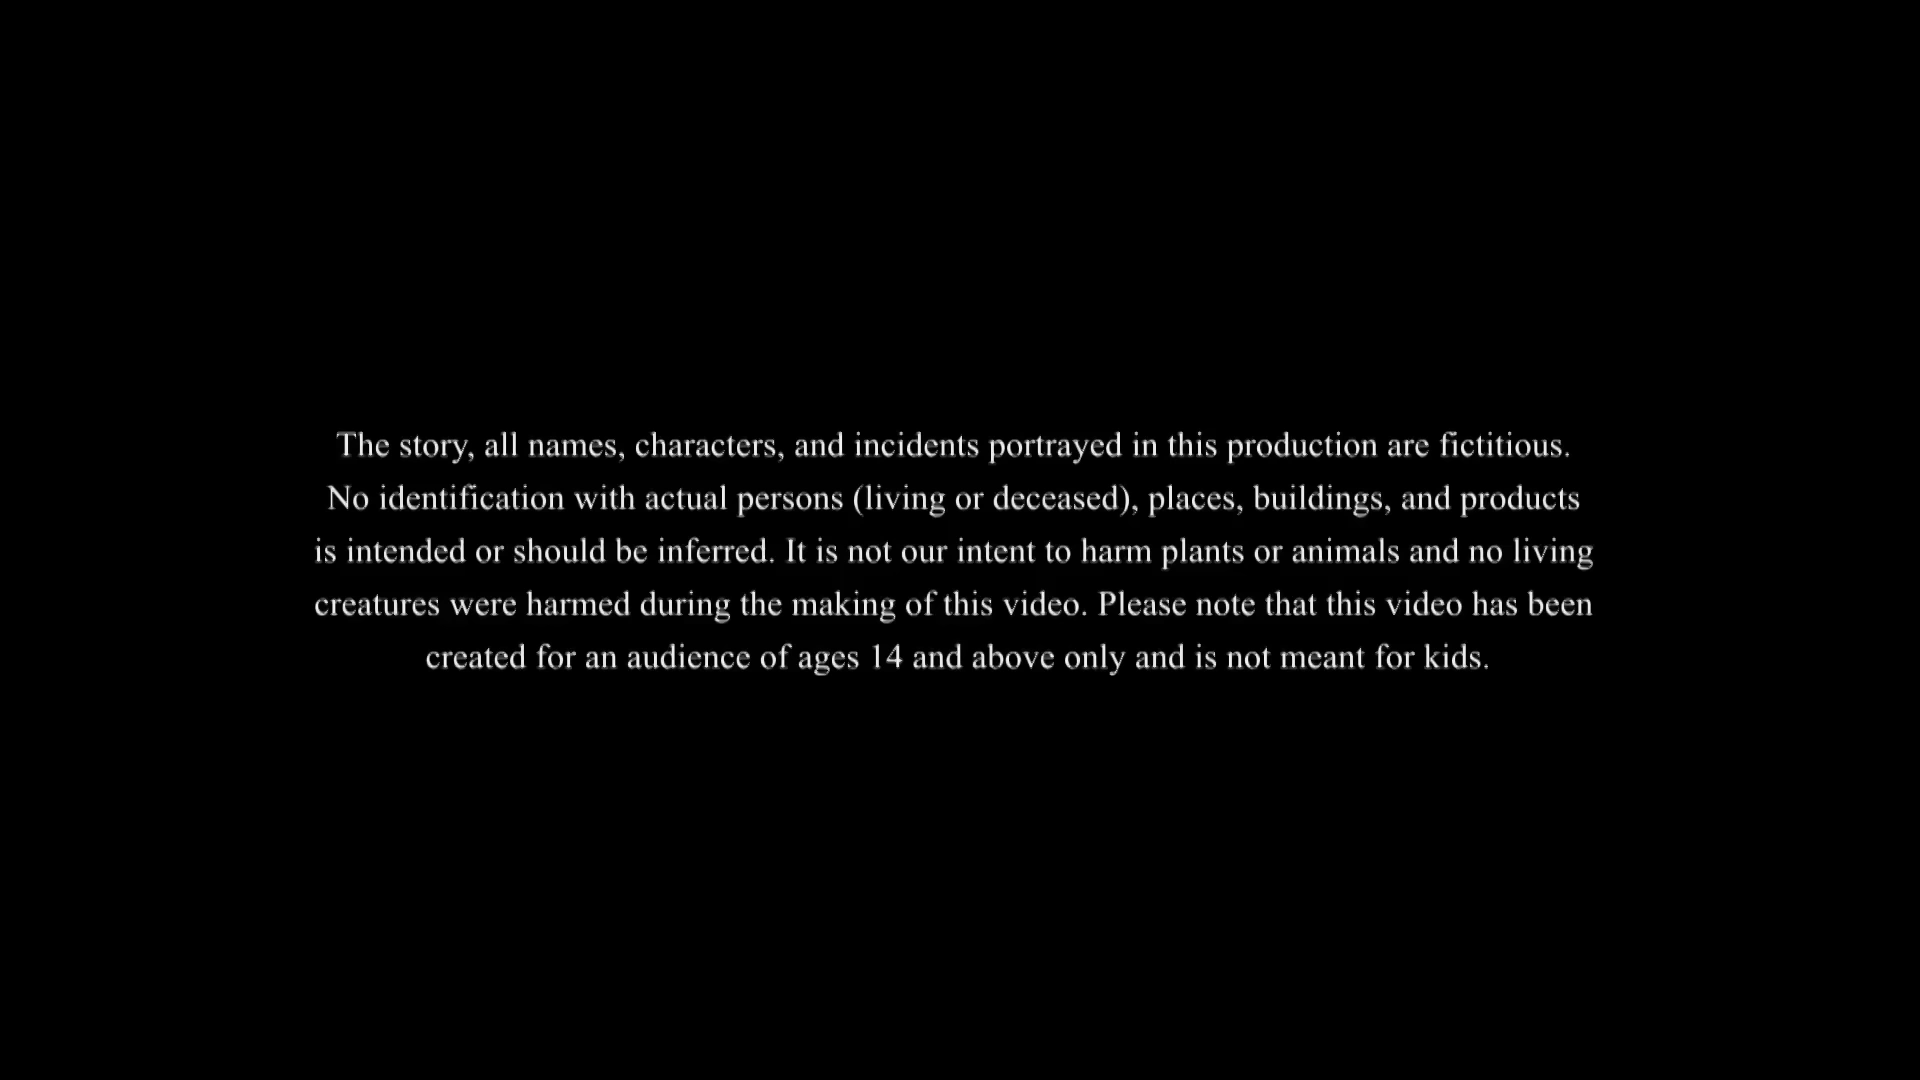 The story, all names, characters, and incidents portrayed in this production are fictitious.
No identification with actual persons (living or deceased), places, buildings, and products
is intended or should be inferred. It is not our intent to harm plants or animals and no living
creatures were harmed during the making of this video. Please note that this video has been
created for an audience of ages 14 and above only and is not meant for kids.